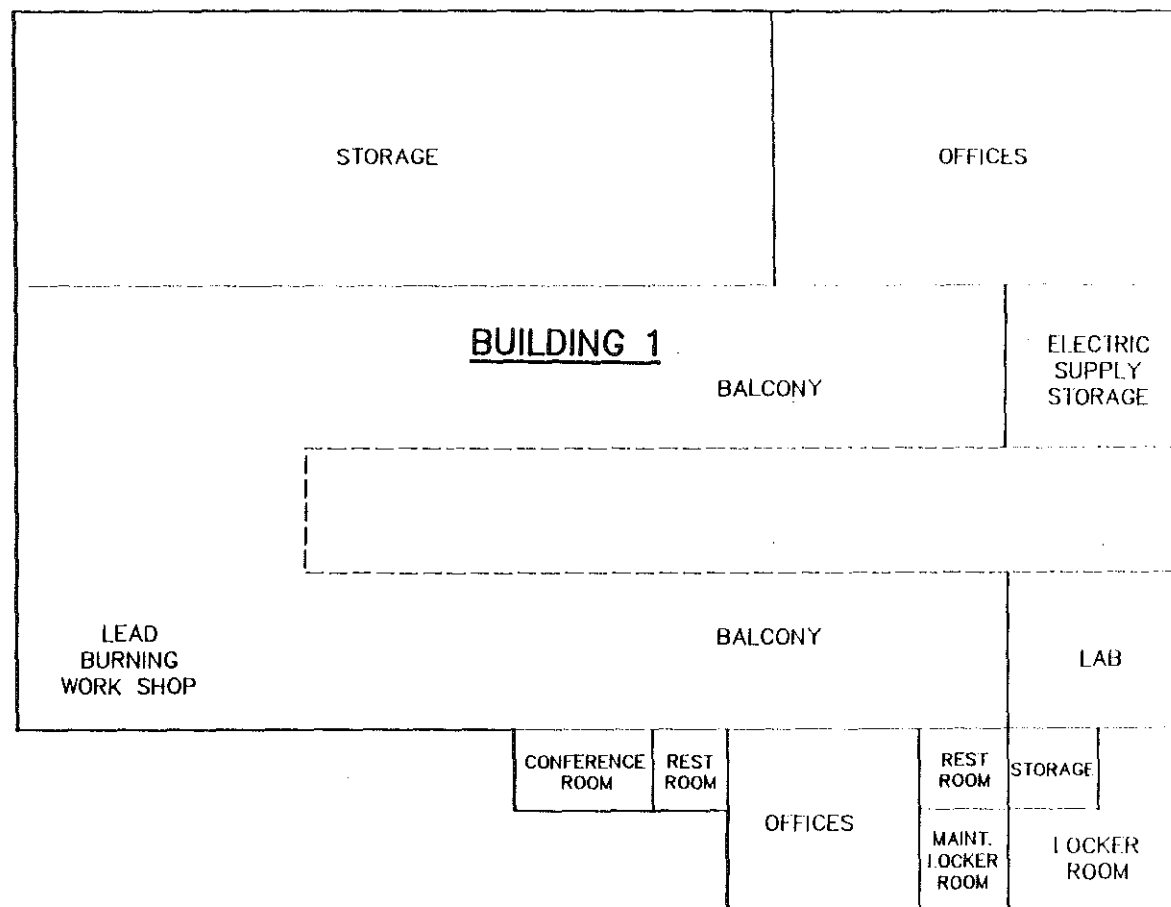 STORAGE
OFFICES
BUILDING 1
BALCONY
ELECTRIC
SUPPLY
STORAGE
LEAD
BURNING
WORK SHOP
BALCONY
LAB
CONFERENCE
ROOM
REST
ROOM
OFFICES
REST
ROOM
STORAGE
MAINT.
LOCKER
ROOM
LOCKER
ROOM